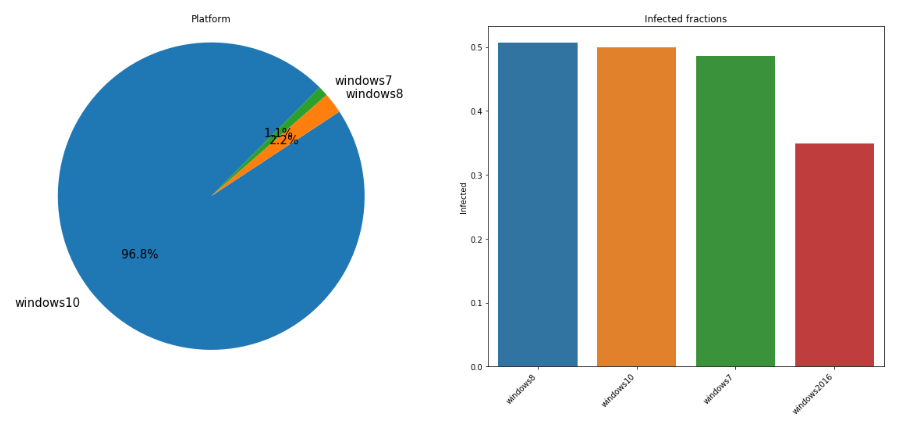 Platform
windows7
windows8
1.1%
2.2%
96.8%
windows10
Infected fractions
Infected
0.5
0.4
0.3
0.2
0.1
0.0
windows8
windows10
windows7
windows2016